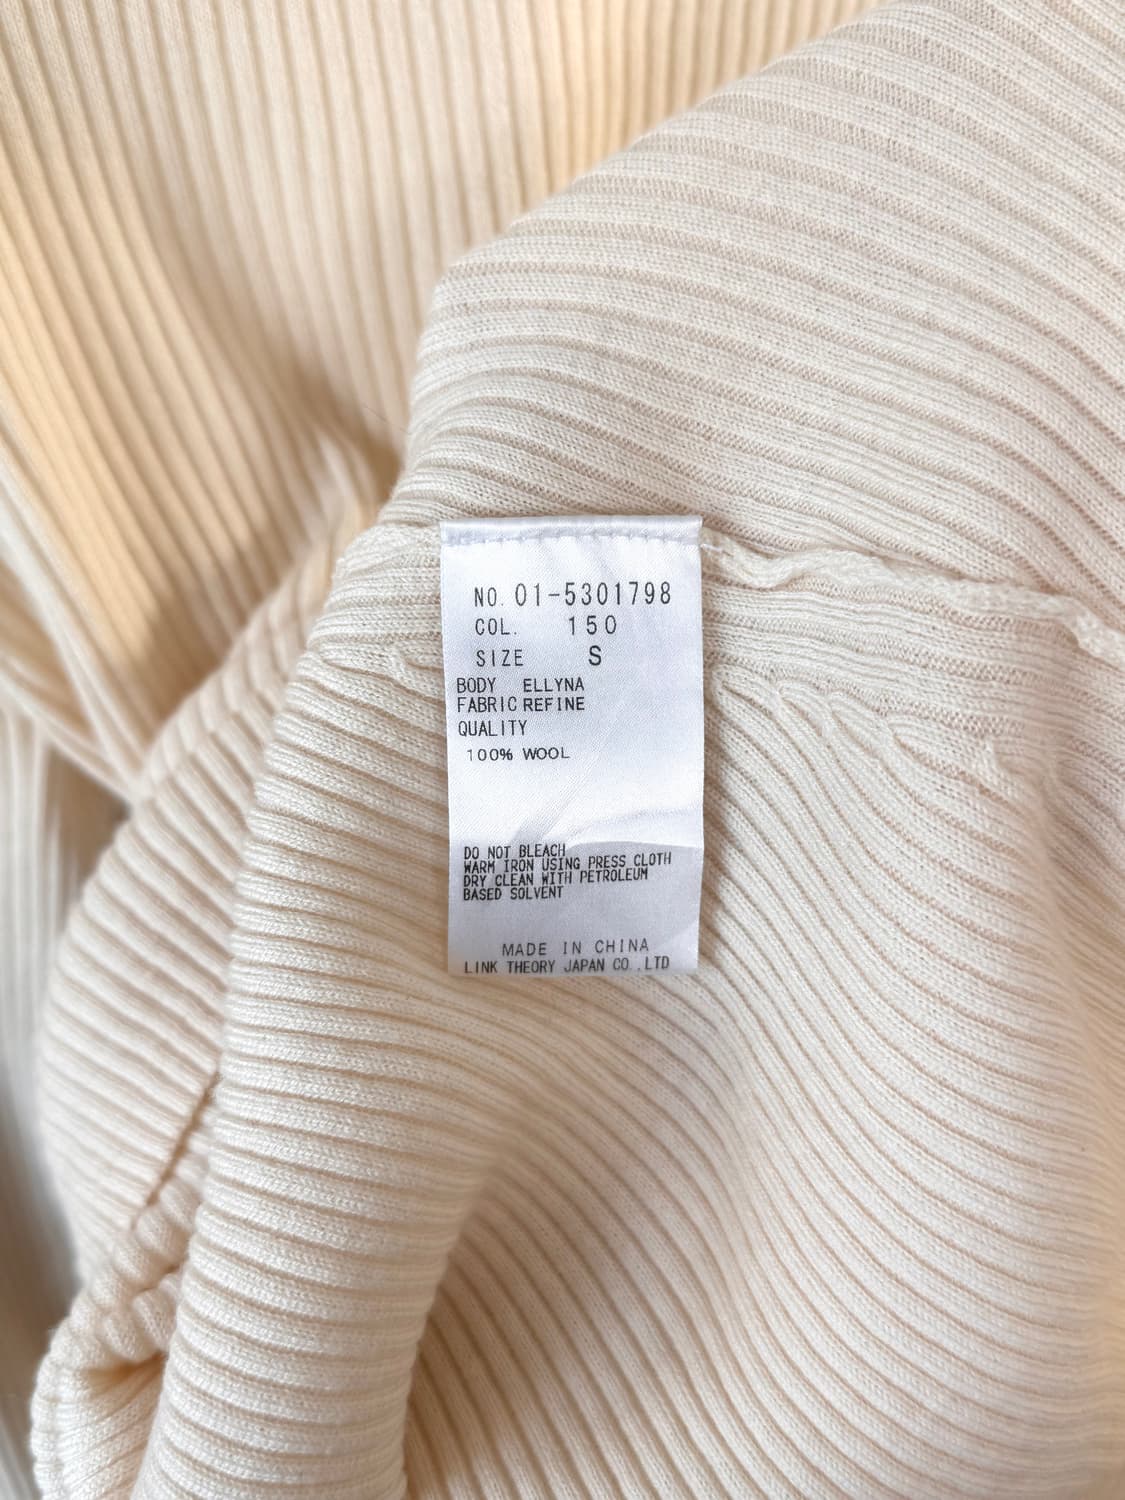 NO. 01-5301798
COL. 150
SIZE S
BODY ELLYNA
FABRIC REFINE
QUALITY
100% WOOL
DO NOT BLEACH
WARM IRON USING PRESS CLOTH
DRY CLEAN WITH PETROLEUM
BASED SOLVENT
MADE IN CHINA
LINK THEORY JAPAN CO.,LTD